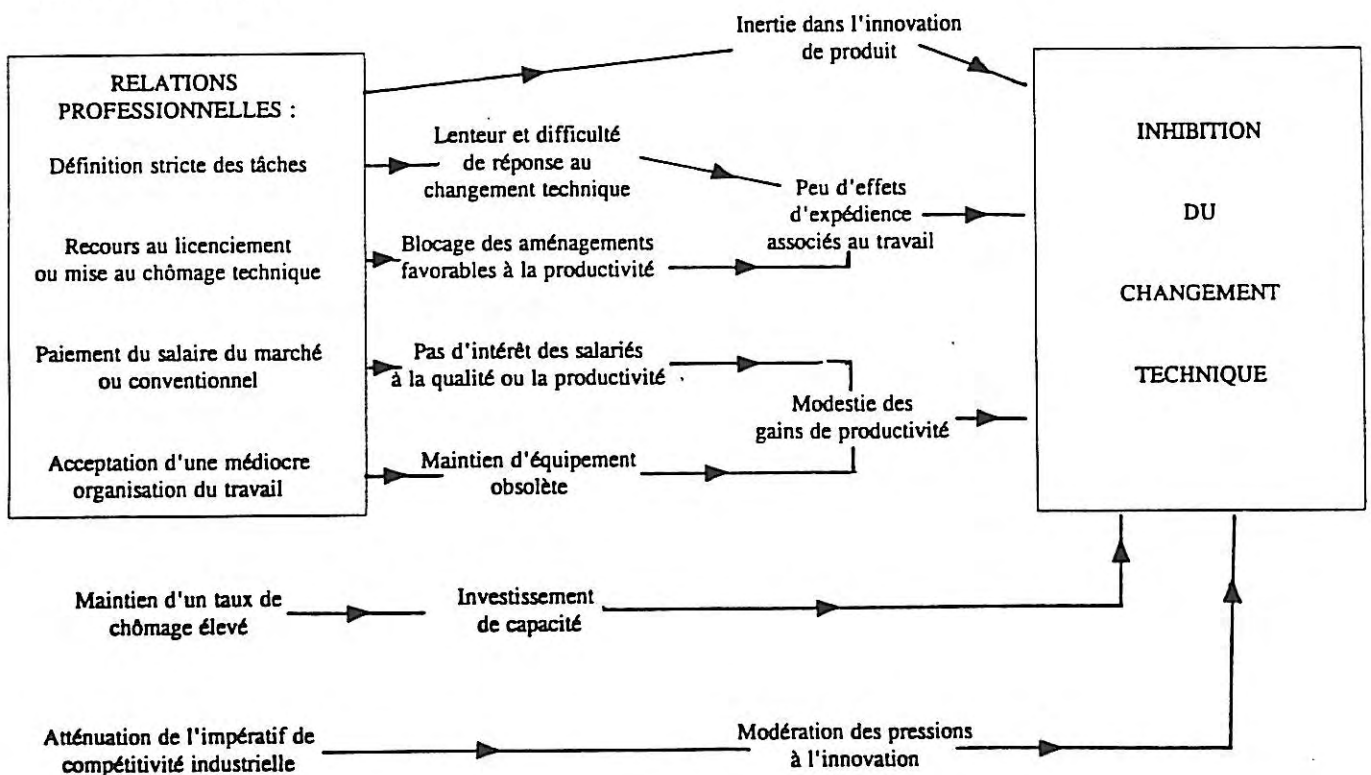 Inertie dans l'innovation
de produit
RELATIONS
PROFESSIONNELLES :
Définition stricte des tâches
Recours au licenciement
ou mise au chômage technique
Paiement du salaire du marché
ou conventionnel
Acceptation d'une médiocre
organisation du travail
Lenteur et difficulté
de réponse au
changement technique
Blocage des aménagements
favorables à la productivité
Pas d'intérêt des salariés
à la qualité ou la productivité
Maintien d'équipement
obsolète
Peu d'effets
d'expédience
associés au travail
Modestie des
gains de productivité
INHIBITION
DU
CHANGEMENT
TECHNIQUE
Maintien d'un taux de
chômage élevé
Investissement
de capacité
Atténuation de l'impératif de
compétitivité industrielle
Modération des pressions
à l'innovation